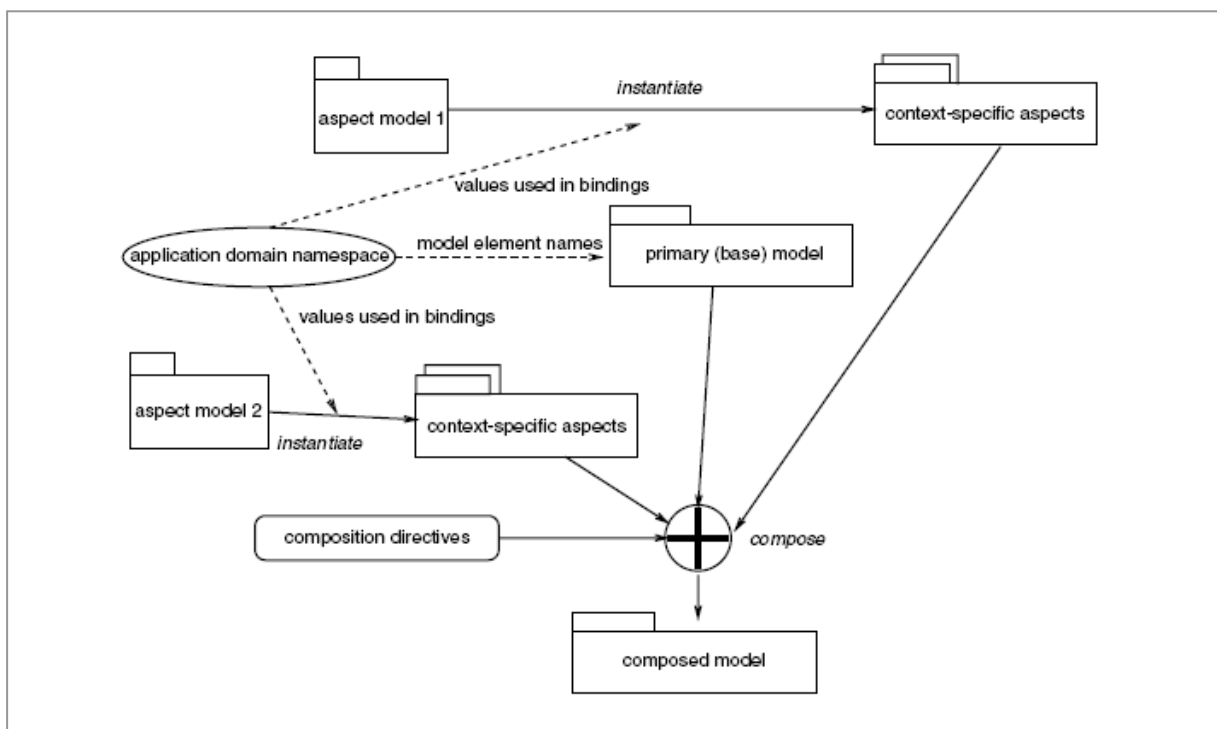 instantiate
aspect model 1
context-specific aspects
values used in bindings
application domain namespace
model element names
primary (base) model
values used in bindings
aspect model 2
instantiate
context-specific aspects
composition directives
compose
composed model